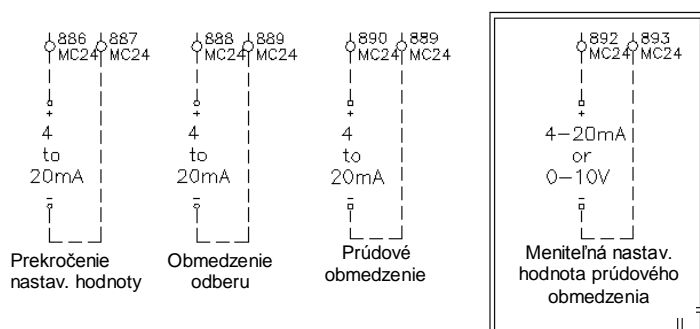 886 887
MC24 MC24
+
4
to
20mA
−
Prekročenie
nastav. hodnoty
888 889
MC24 MC24
+
4
to
20mA
−
Obmedzenie
odberu
890 889
MC24 MC24
+
4
to
20mA
−
Prúdové
obmedzenie
892 893
MC24 MC24
+
4−20mA
or
0−10V
−
Meniteľná nastav.
hodnota prúdového
obmedzenia